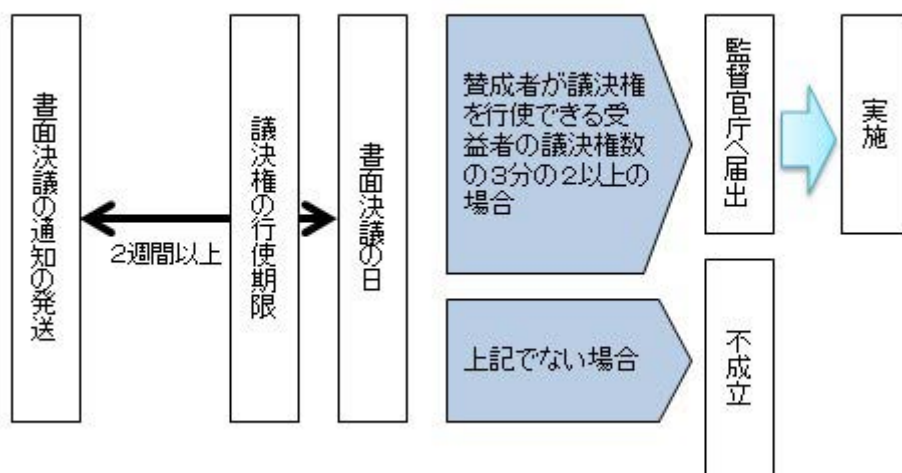 書面決議の通知の発送
2週間以上
議決権の行使期限
書面決議の日
賛成者が議決権
を行使できる受
益者の議決権数
の3分の2以上の
場合
監督官庁へ届出
実施
上記でない場合
不成立